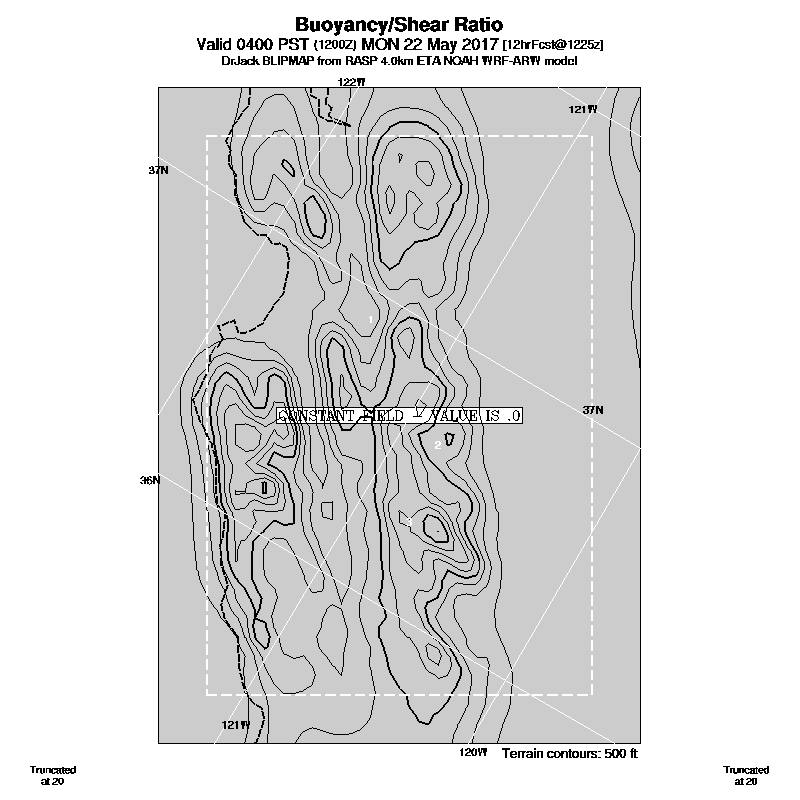 Buoyancy/Shear Ratio
Valid 0400 PST (1200Z) MON 22 May 2017 [12hrFcst@1225z]
DrJack BLIPMAP from RASP 4.0km ETA NOAH WRF-ARW model
122W
121W
37N
1
CONSTANT FIELD - VALUE IS .0
37N
2
36N
3
121W
120W
Terrain contours: 500 ft
Truncated
at 20
Truncated
at 20